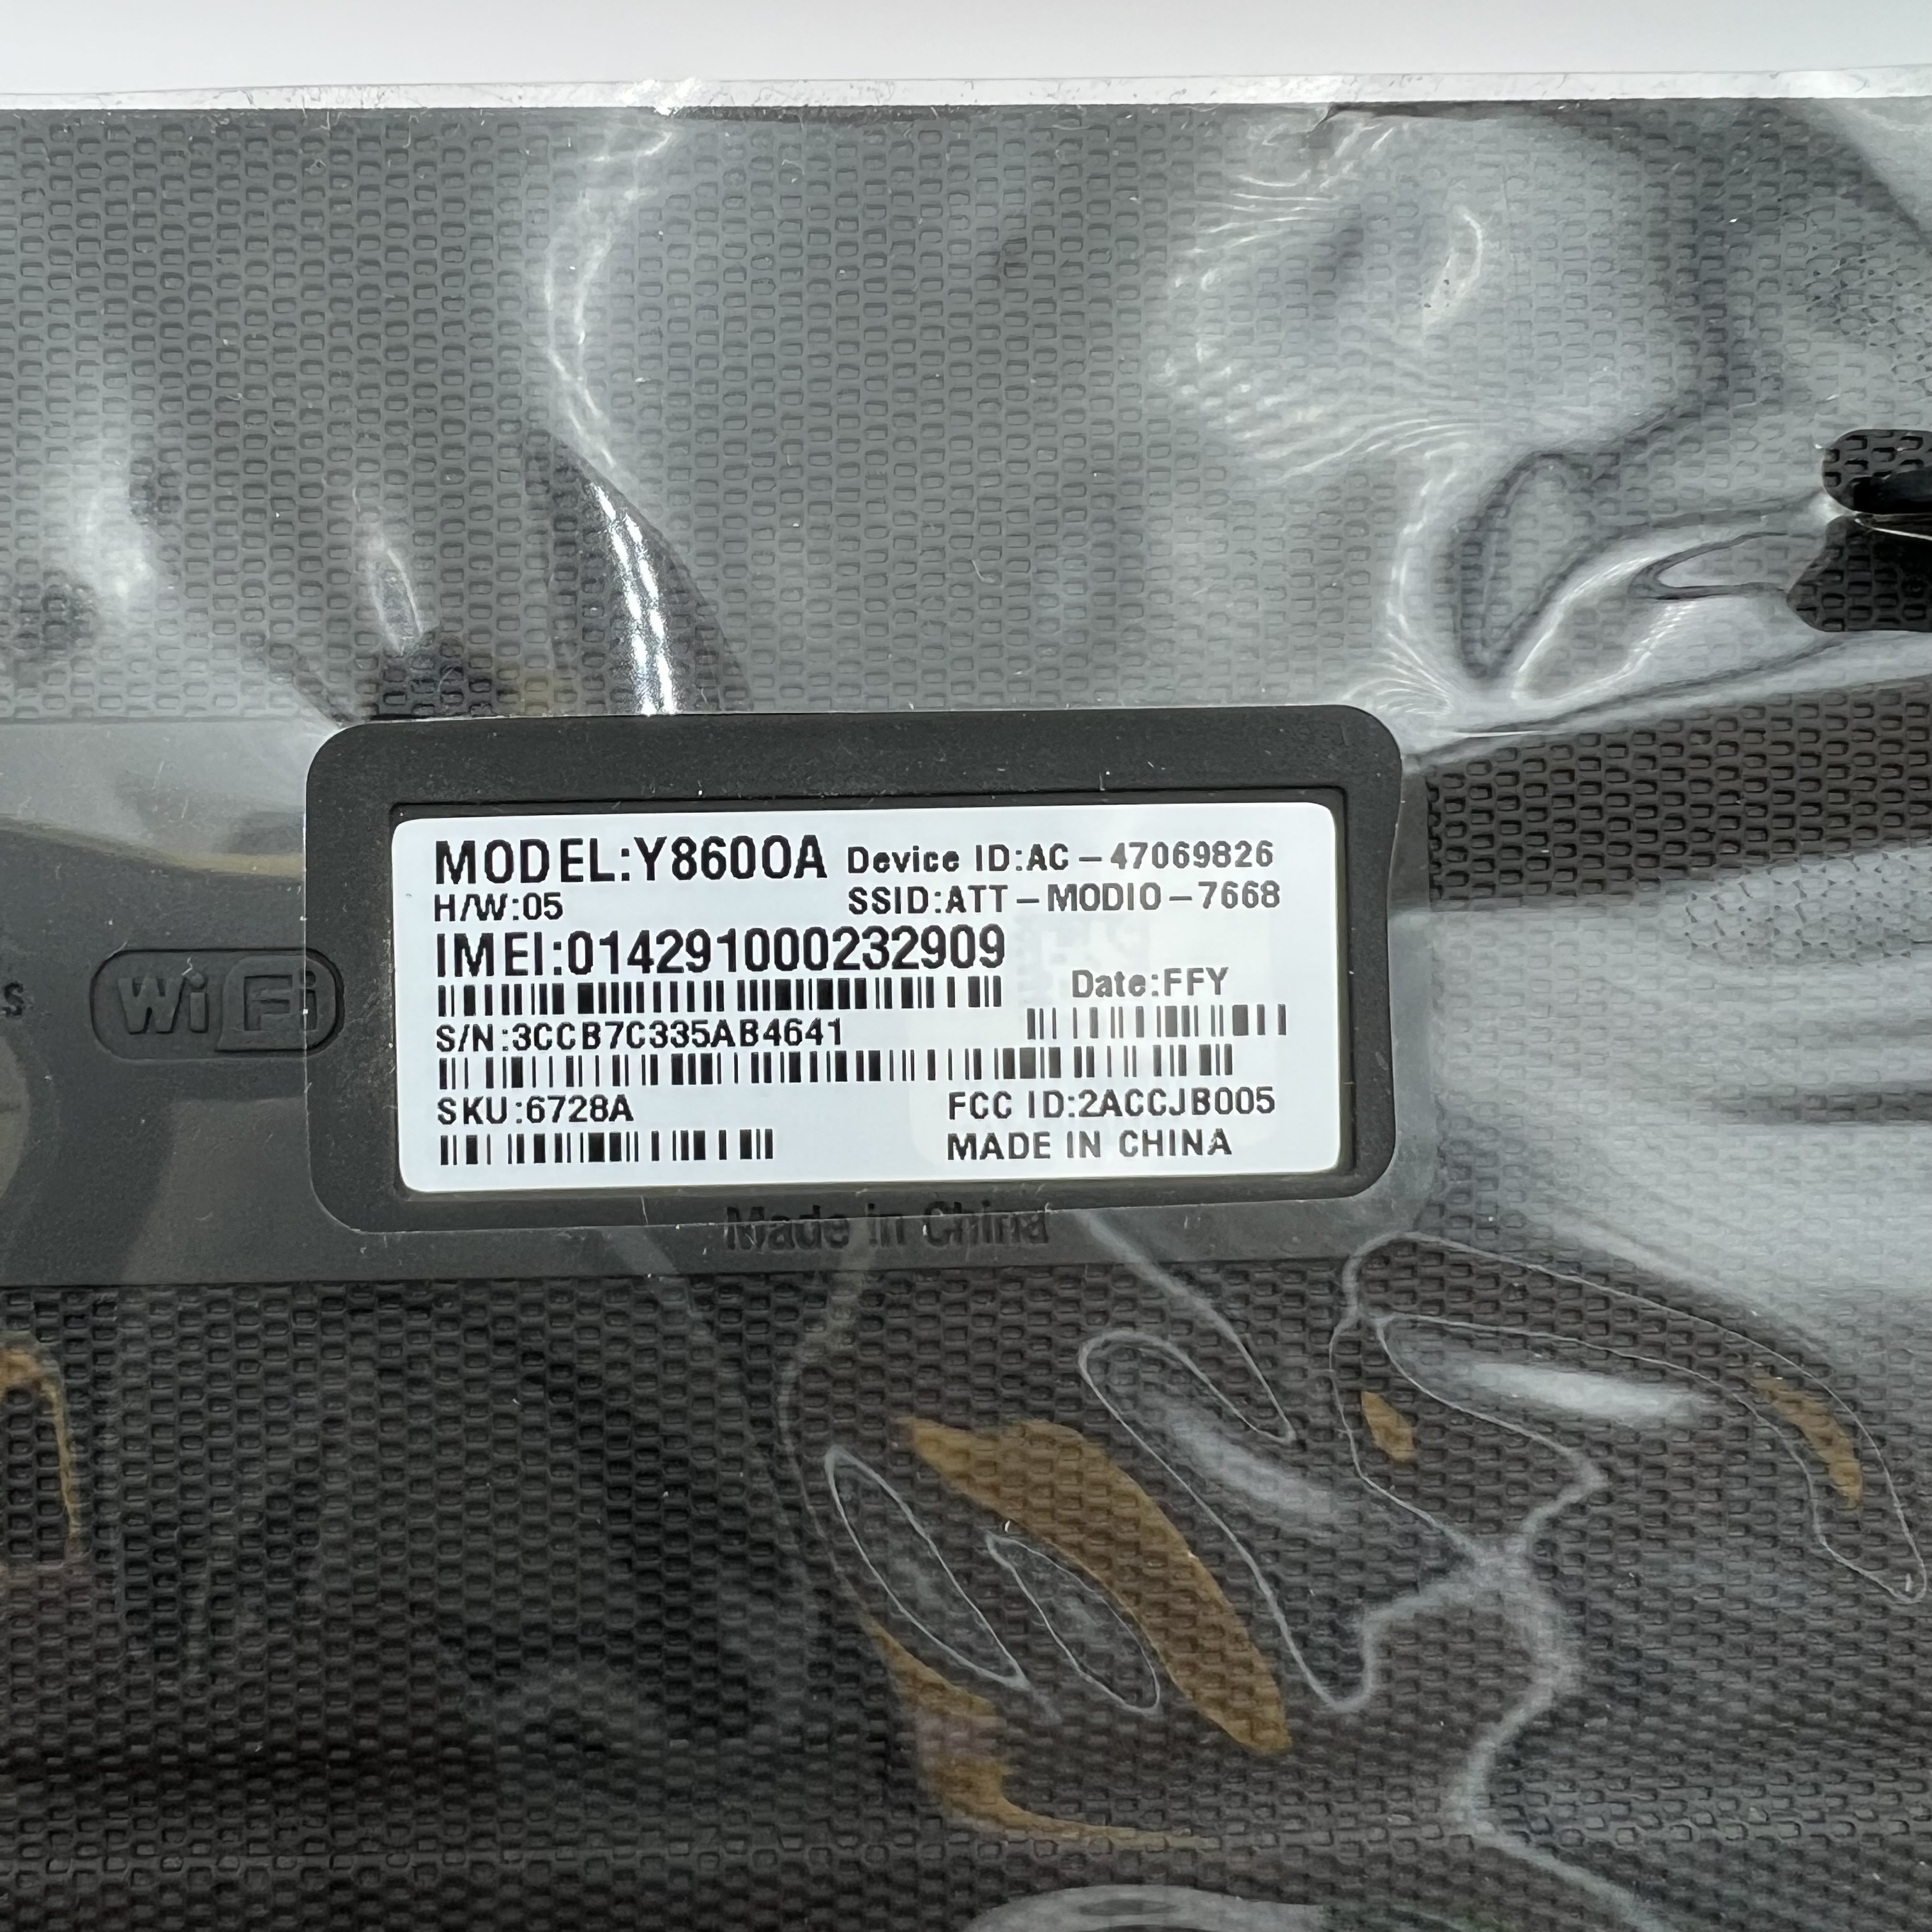 MODEL:Y8600A Device ID:AC-47069826
H/W:05 SSID:ATT-MODIO-7668
IMEI:014291000232909
Date:FFY
S/N:3CCB7C335AB4641
SKU:6728A FCC ID:2ACCJB005
MADE IN CHINA
s WiFi
Made in China